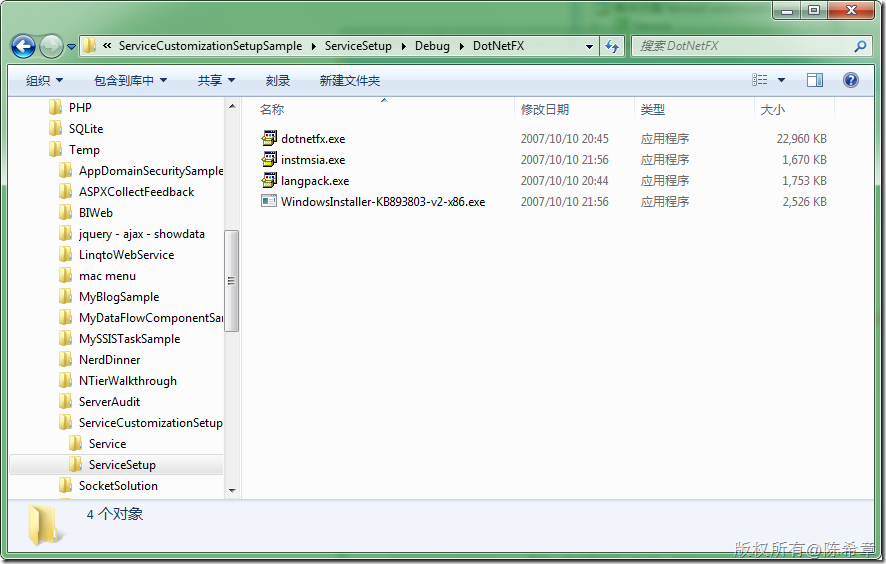 « ServiceCustomizationSetupSample ▸ ServiceSetup ▸ Debug ▸ DotNetFX
搜索 DotNetFX
组织 包含到库中 共享 刻录 新建文件夹
PHP
SQLite
Temp
AppDomainSecuritySample
ASPXCollectFeedback
BIWeb
jquery - ajax - showdata
LinqtoWebService
mac menu
MyBlogSample
MyDataFlowComponentSar
MySSISTaskSample
NerdDinner
NTierWalkthrough
ServerAudit
ServiceCustomizationSetup
Service
ServiceSetup
SocketSolution
名称 修改日期 类型 大小
dotnetfx.exe 2007/10/10 20:45 应用程序 22,960 KB
instmsia.exe 2007/10/10 21:56 应用程序 1,670 KB
langpack.exe 2007/10/10 20:44 应用程序 1,753 KB
WindowsInstaller-KB893803-v2-x86.exe 2007/10/10 21:56 应用程序 2,526 KB
4 个对象
版权所有@陈希章